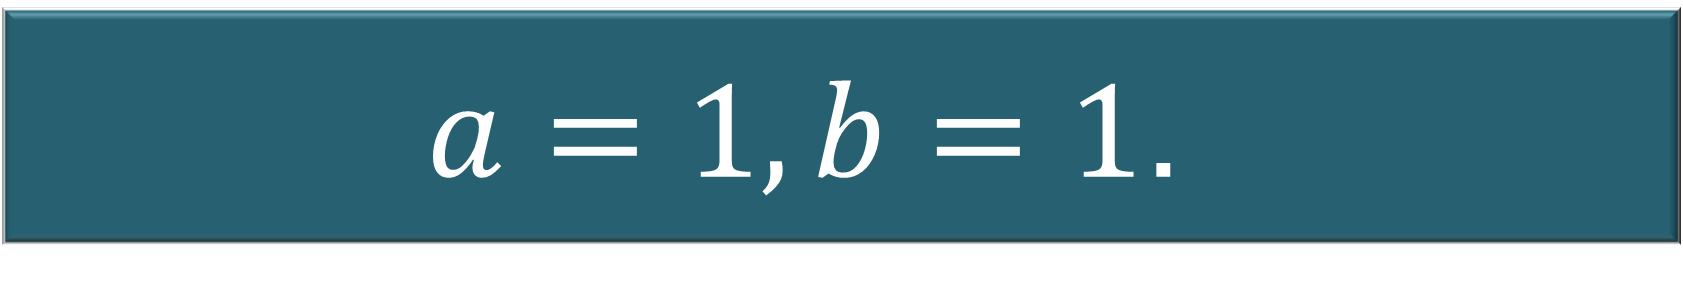 a = 1, b = 1.